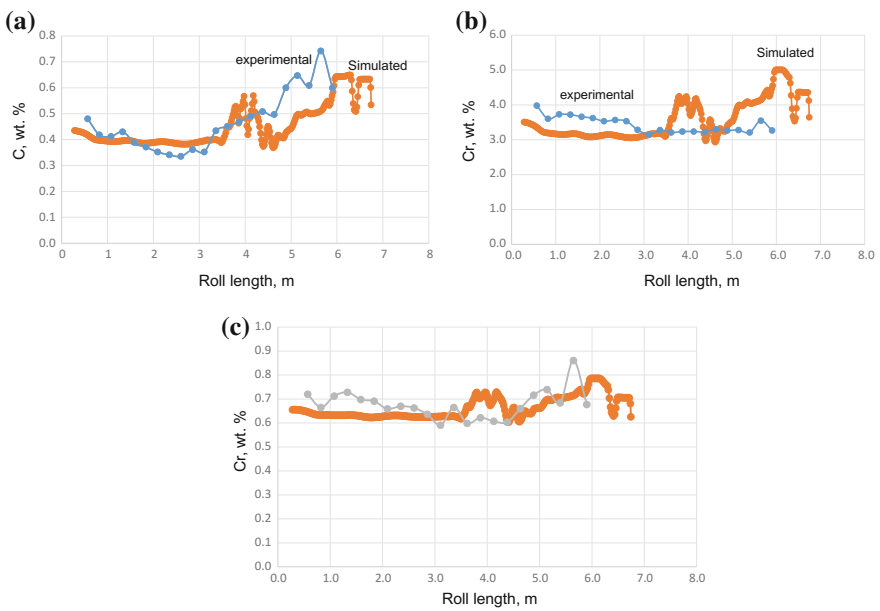 (a)
0.8
0.7
0.6
0.5
0.4
0.3
0.2
0.1
0.0
C, wt. %
experimental
Simulated
0 1 2 3 4 5 6 7 8
Roll length, m
(b)
6.0
5.0
4.0
3.0
2.0
1.0
0.0
Cr, wt. %
experimental
Simulated
0.0 1.0 2.0 3.0 4.0 5.0 6.0 7.0 8.0
Roll length, m
(c)
1.0
0.9
0.8
0.7
0.6
0.5
0.4
0.3
0.2
0.1
0.0
Cr, wt. %
0.0 1.0 2.0 3.0 4.0 5.0 6.0 7.0 8.0
Roll length, m